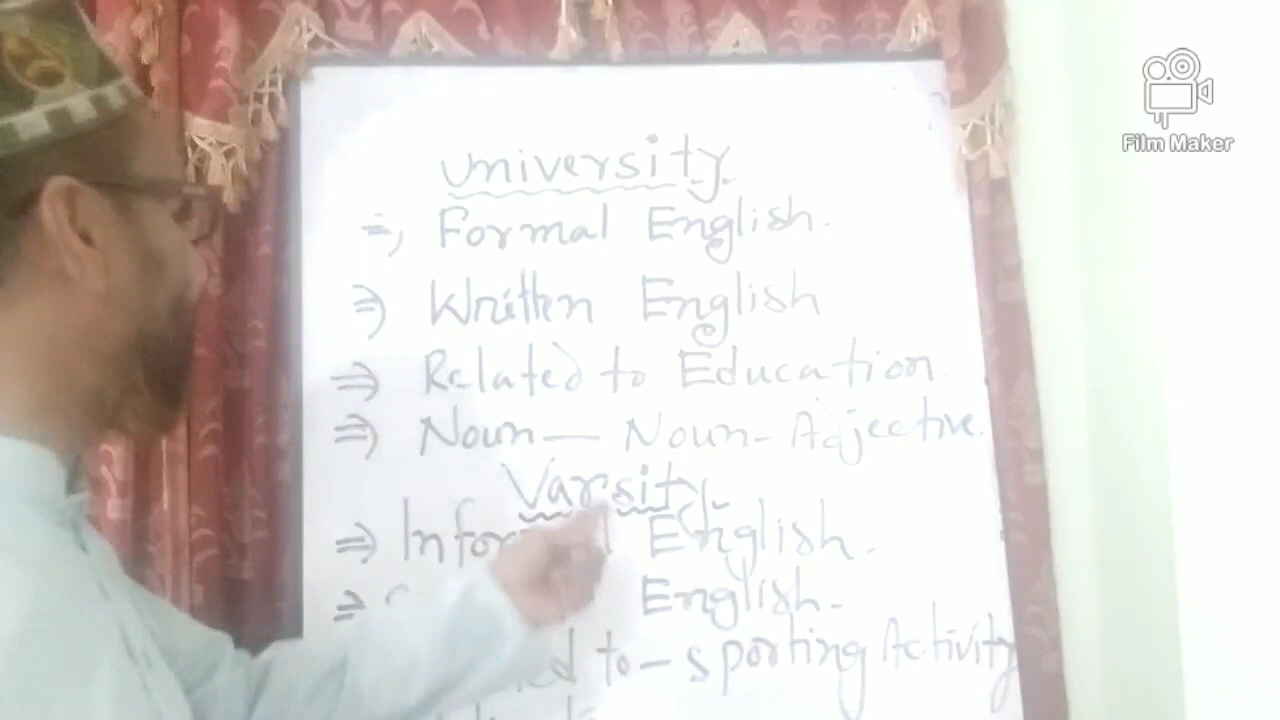 University.
⇒ Formal English.
⇒ Written English
⇒ Related to Education.
⇒ Noun — Noun - Adjective.
Varsity.
⇒ English.
⇒ English.
to - sporting Activity
Film Maker